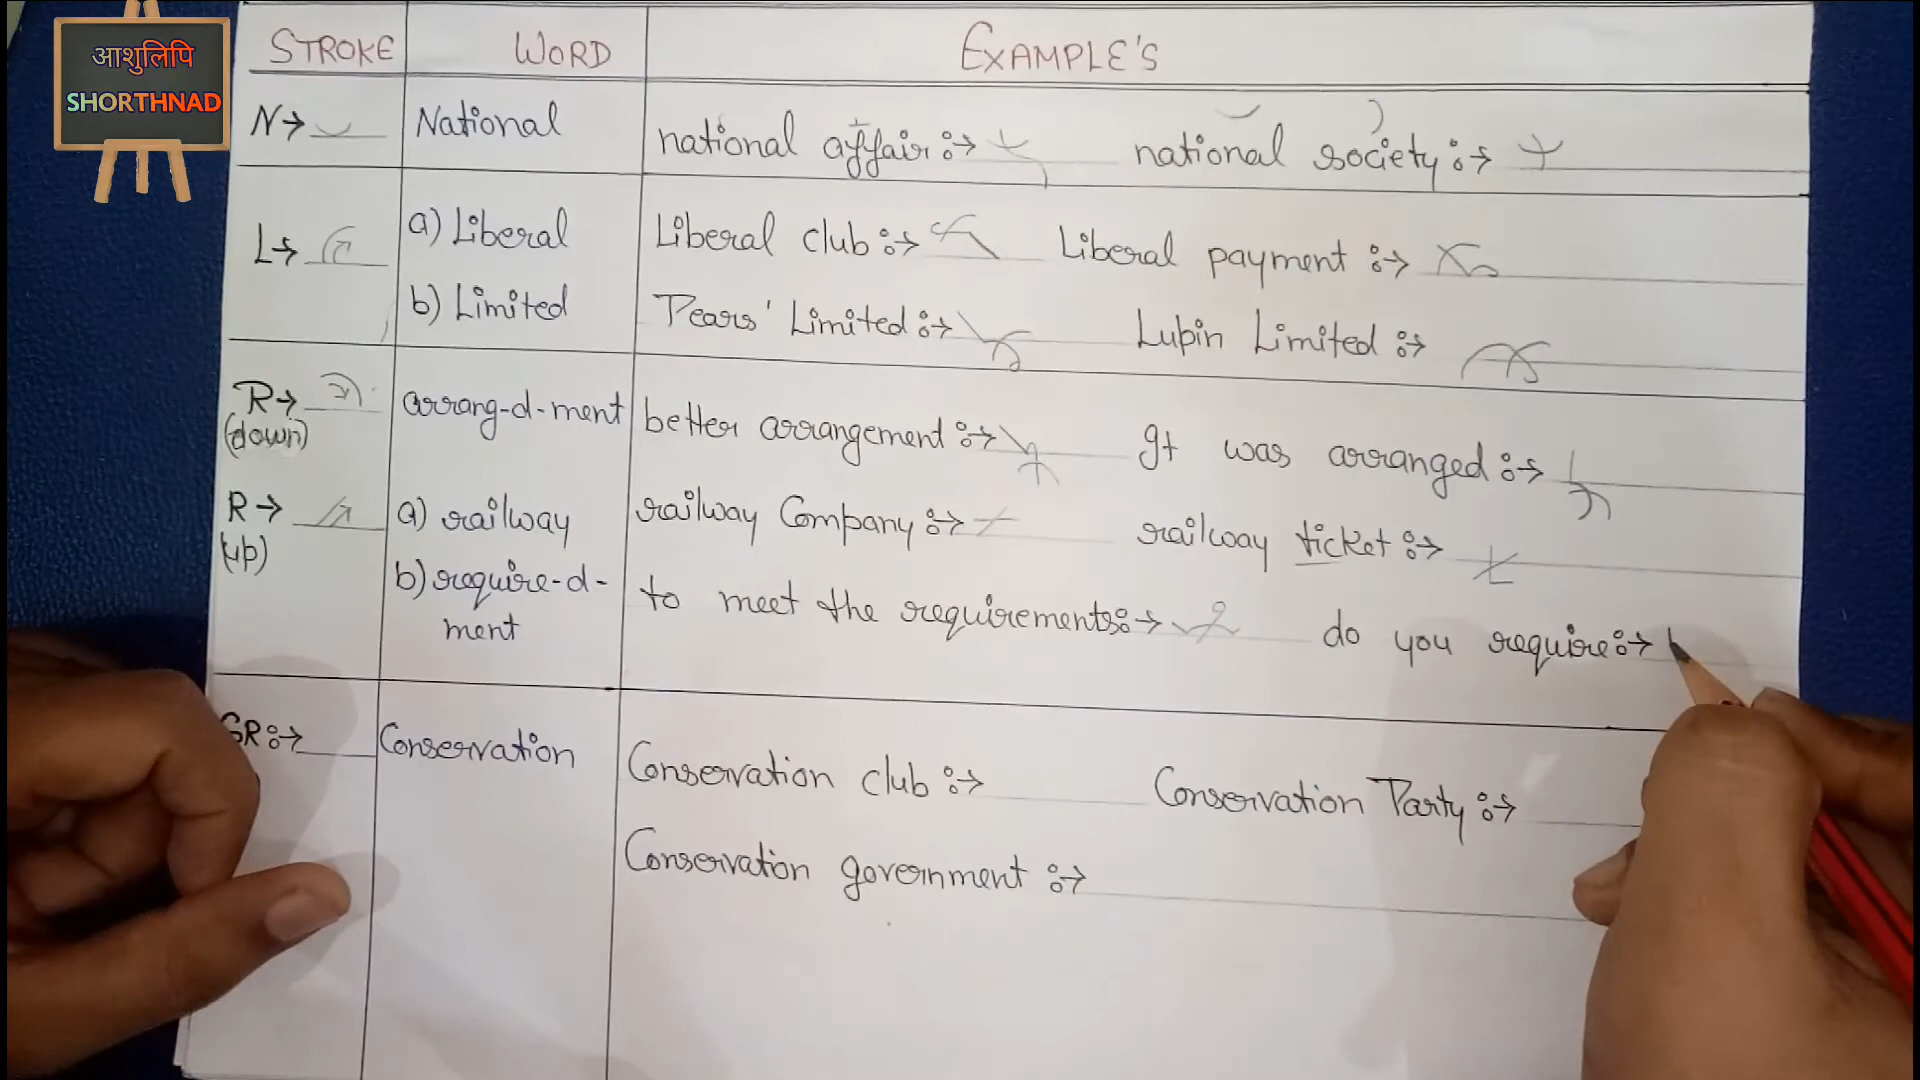 आशुलिपि
SHORTHNAD
STROKE WORD EXAMPLE'S
N→ National national affair:→ national society:→
L→ a) Liberal Liberal club:→ Liberal payment:→
b) Limited Pears' Limited:→ Lupin Limited:→
R→ (down) arrang-d-ment better arrangement:→ It was arranged:→
R→ (up) a) railway railway Company:→ railway ticket:→
b) require-d-ment to meet the requirements:→ do you require:→
SR:→ Conservation Conservation club:→ Conservation Party:→
Conservation government:→